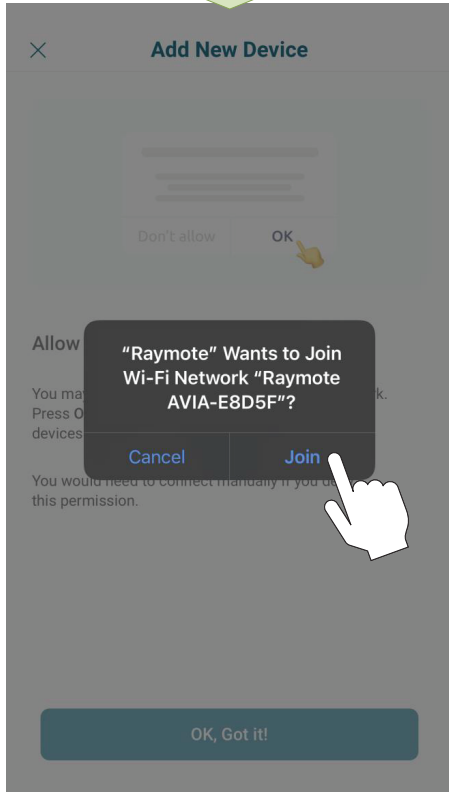 Add New Device
Don't allow OK
Allow
"Raymote" Wants to Join
Wi-Fi Network "Raymote
AVIA-E8D5F"?
Cancel Join
You ma k.
Press O
devices
You would need to connect manually if you de
this permission.
OK, Got it!